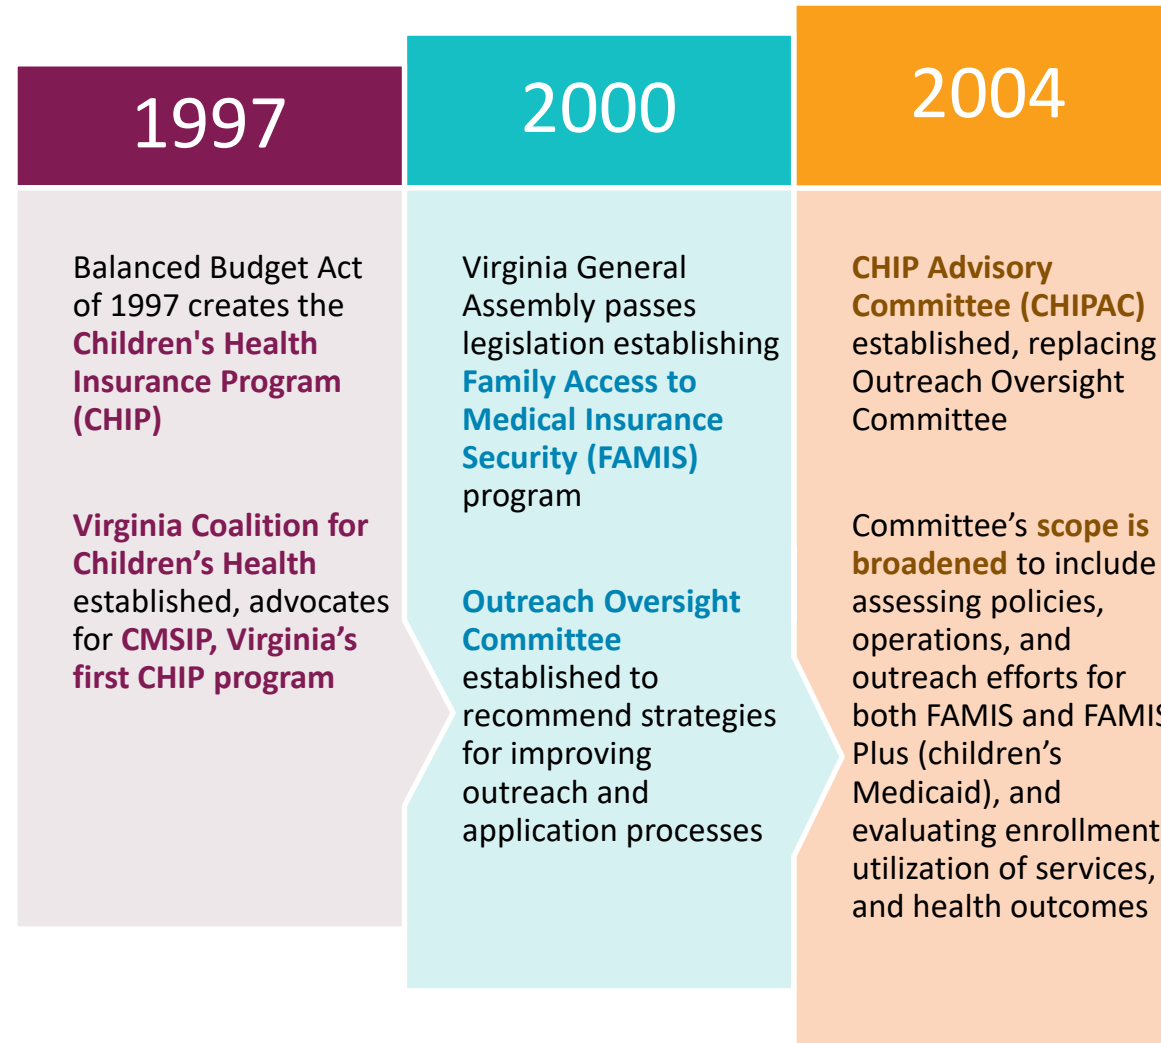 1997
Balanced Budget Act
of 1997 creates the
Children's Health
Insurance Program
(CHIP)
Virginia Coalition for
Children’s Health
established, advocates
for CMSIP, Virginia’s
first CHIP program
2000
Virginia General
Assembly passes
legislation establishing
Family Access to
Medical Insurance
Security (FAMIS)
program
Outreach Oversight
Committee
established to
recommend strategies
for improving
outreach and
application processes
2004
CHIP Advisory
Committee (CHIPAC)
established, replacing
Outreach Oversight
Committee
Committee’s scope is
broadened to include
assessing policies,
operations, and
outreach efforts for
both FAMIS and FAMIS
Plus (children’s
Medicaid), and
evaluating enrollment
utilization of services,
and health outcomes